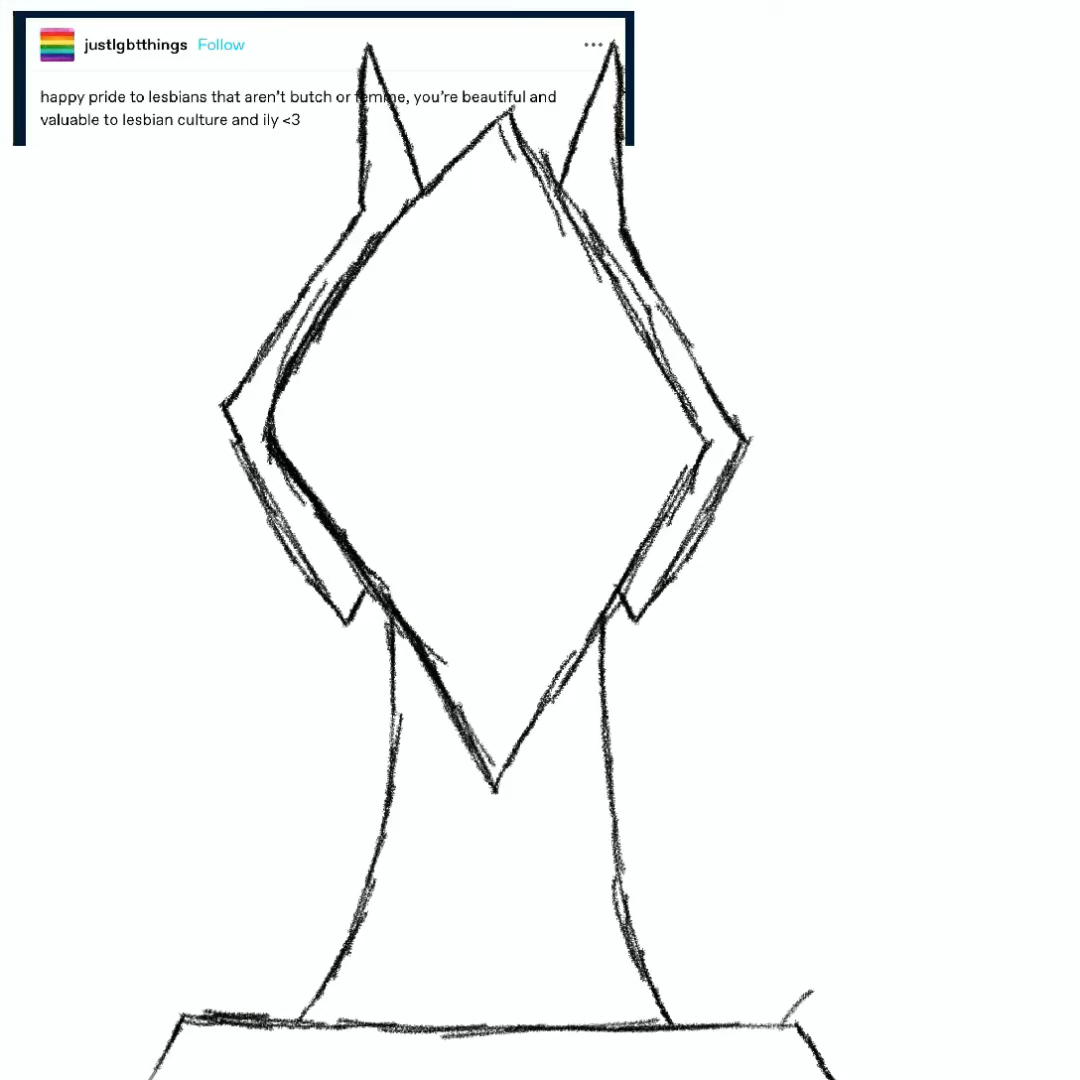 justlgbtthings Follow
happy pride to lesbians that aren't butch or femme, you're beautiful and
valuable to lesbian culture and ily <3